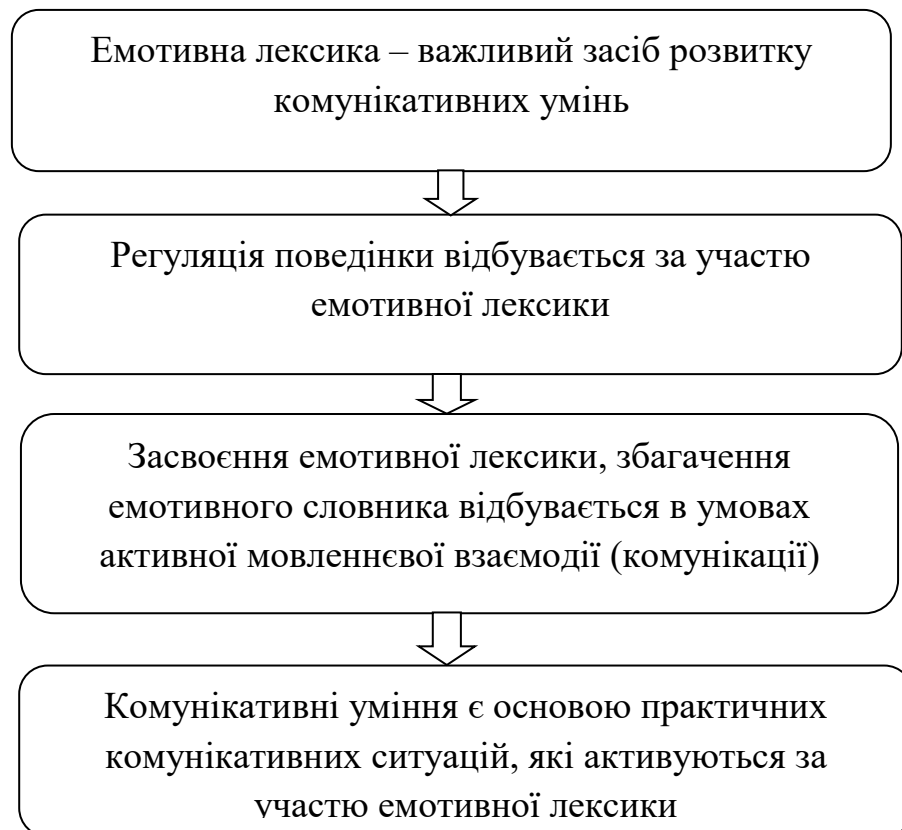 Емотивна лексика – важливий засіб розвитку
комунікативних умінь
Регуляція поведінки відбувається за участю
емотивної лексики
Засвоєння емотивної лексики, збагачення
емотивного словника відбувається в умовах
активної мовленнєвої взаємодії (комунікації)
Комунікативні уміння є основою практичних
комунікативних ситуацій, які активуються за
участю емотивної лексики